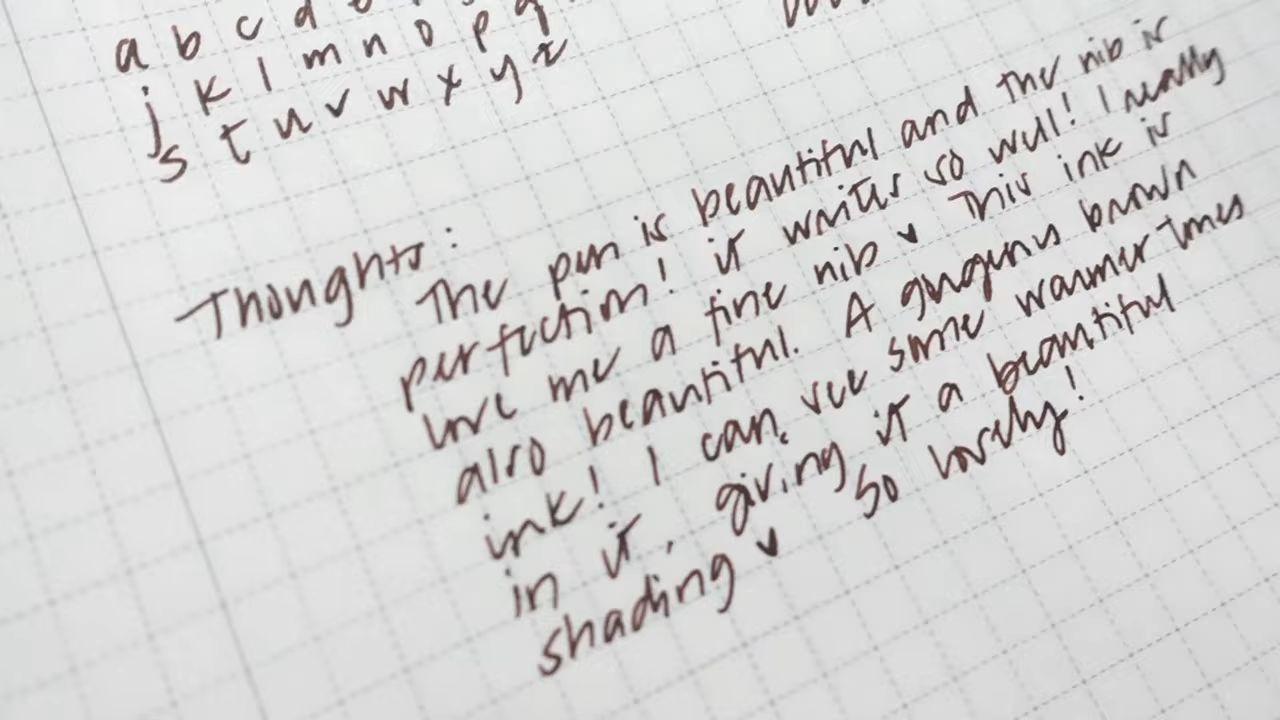 a b c d
j k l m n o p q
s t u v w x y z
Thoughts:
The pen is beautiful and the nib is
perfection! it writes so well! I really
love me a fine nib ♥ This ink is
also beautiful. A gorgeous brown
ink! I can see some warmer tones
in it, giving it a beautiful
shading ♥ So lovely!